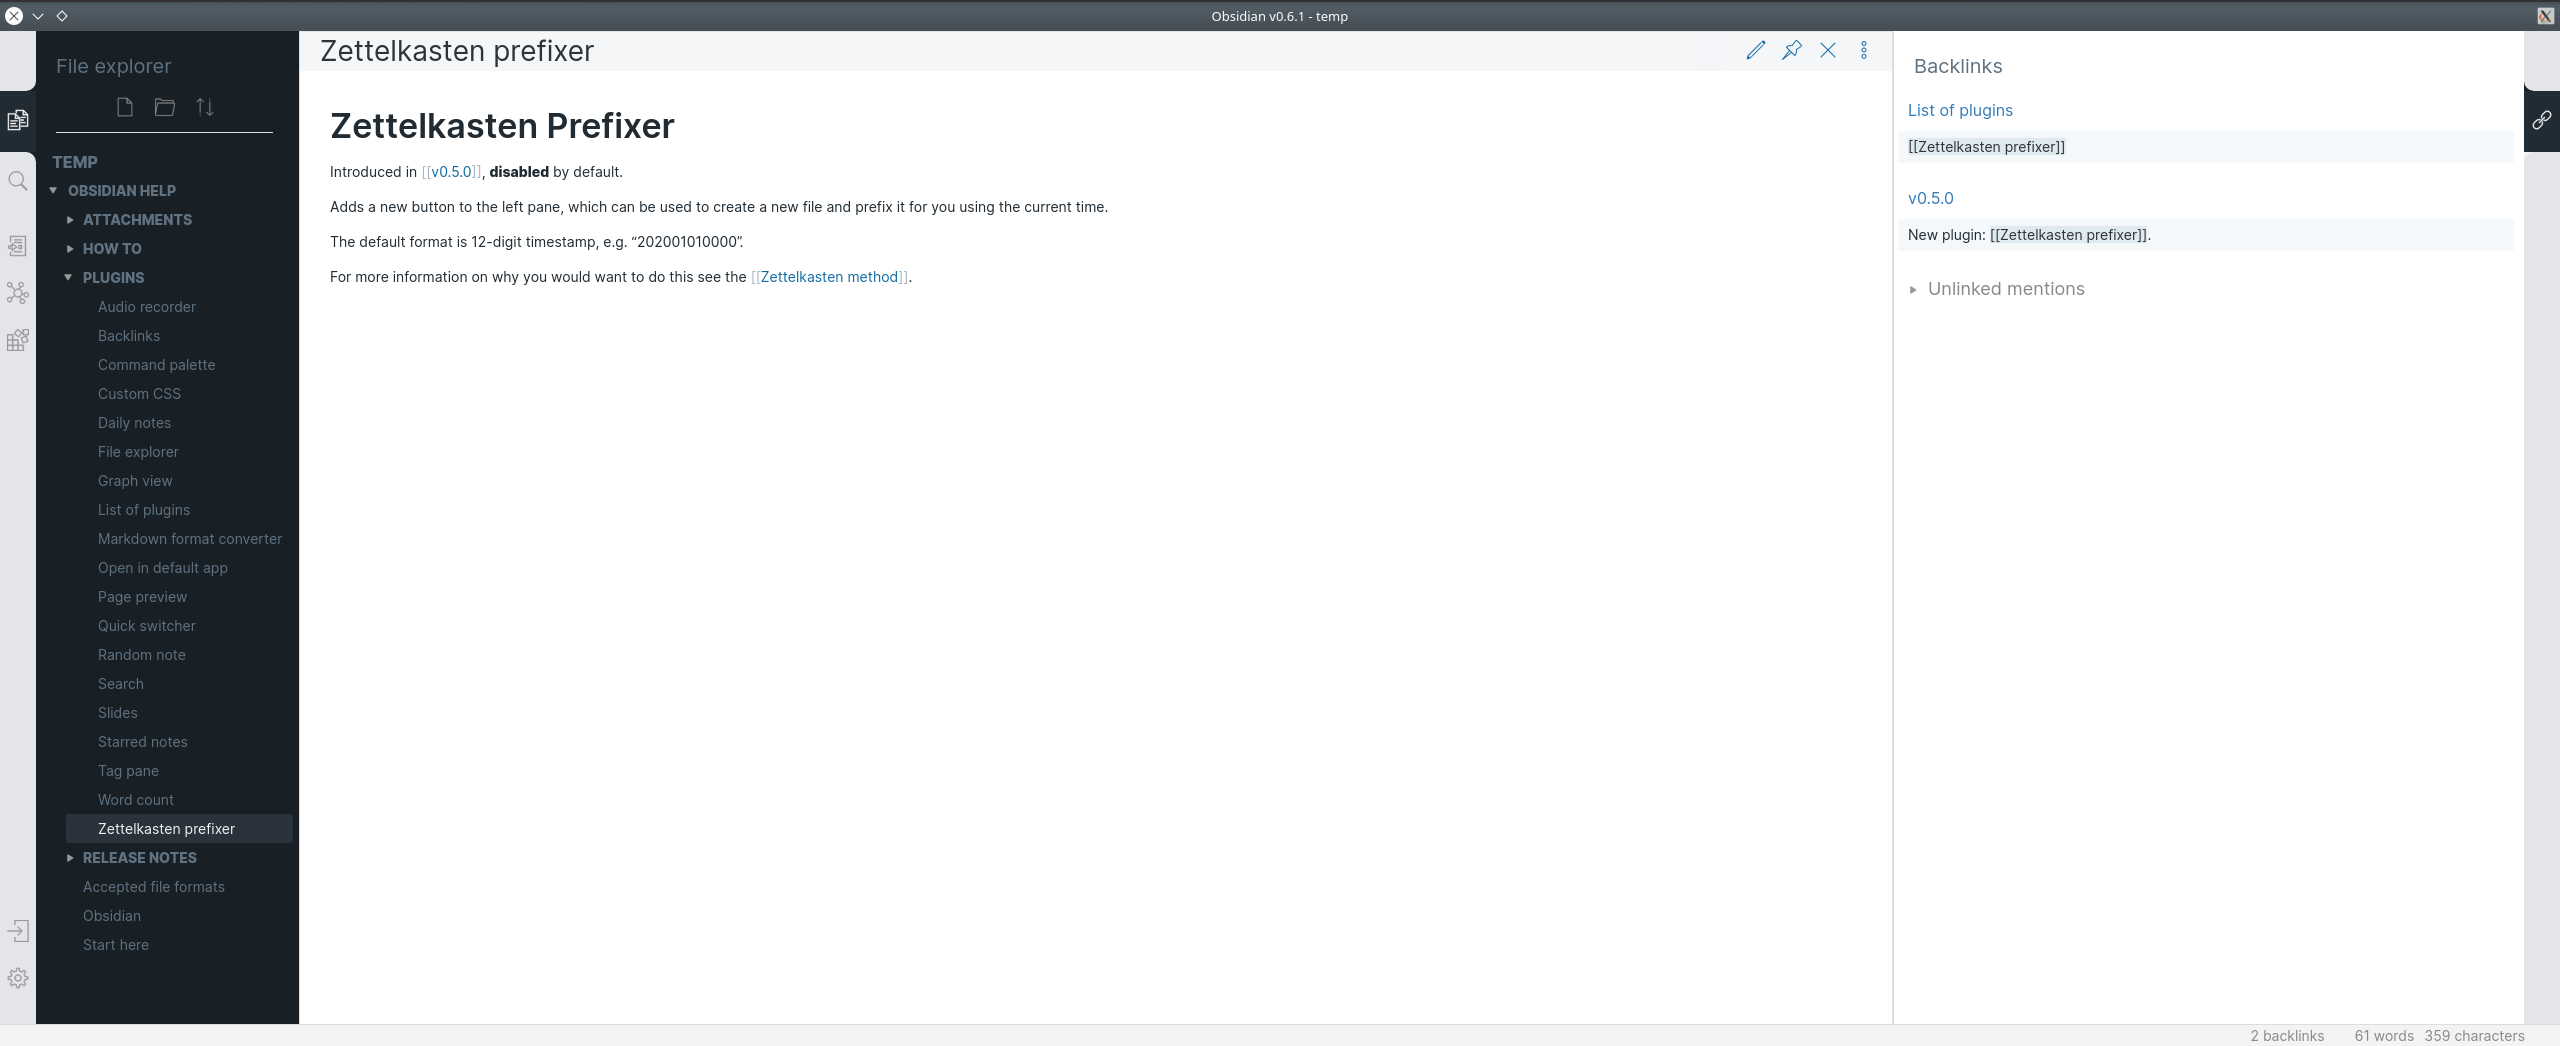 Obsidian v0.6.1 - temp
File explorer
TEMP
OBSIDIAN HELP
ATTACHMENTS
HOW TO
PLUGINS
Audio recorder
Backlinks
Command palette
Custom CSS
Daily notes
File explorer
Graph view
List of plugins
Markdown format converter
Open in default app
Page preview
Quick switcher
Random note
Search
Slides
Starred notes
Tag pane
Word count
Zettelkasten prefixer
RELEASE NOTES
Accepted file formats
Obsidian
Start here
Zettelkasten prefixer
Zettelkasten Prefixer
Introduced in [[v0.5.0]], disabled by default.
Adds a new button to the left pane, which can be used to create a new file and prefix it for you using the current time.
The default format is 12-digit timestamp, e.g. “202001010000”.
For more information on why you would want to do this see the [[Zettelkasten method]].
Backlinks
List of plugins
[[Zettelkasten prefixer]]
v0.5.0
New plugin: [[Zettelkasten prefixer]].
Unlinked mentions
2 backlinks 61 words 359 characters